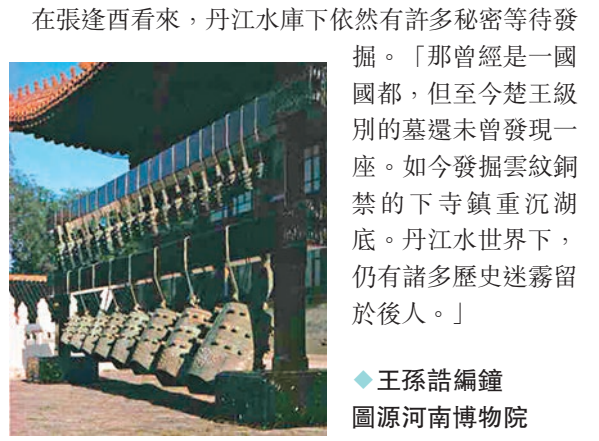 在張逢酉看來，丹江水庫下依然有許多秘密等待發
掘。「那曾經是一國
國都，但至今楚王級
別的墓還未曾發現一
座。如今發掘雲紋銅
禁的下寺鎮重沉湖
底。丹江水世界下，
仍有諸多歷史迷霧留
於後人。」
◆王孫誥編鐘
圖源河南博物院